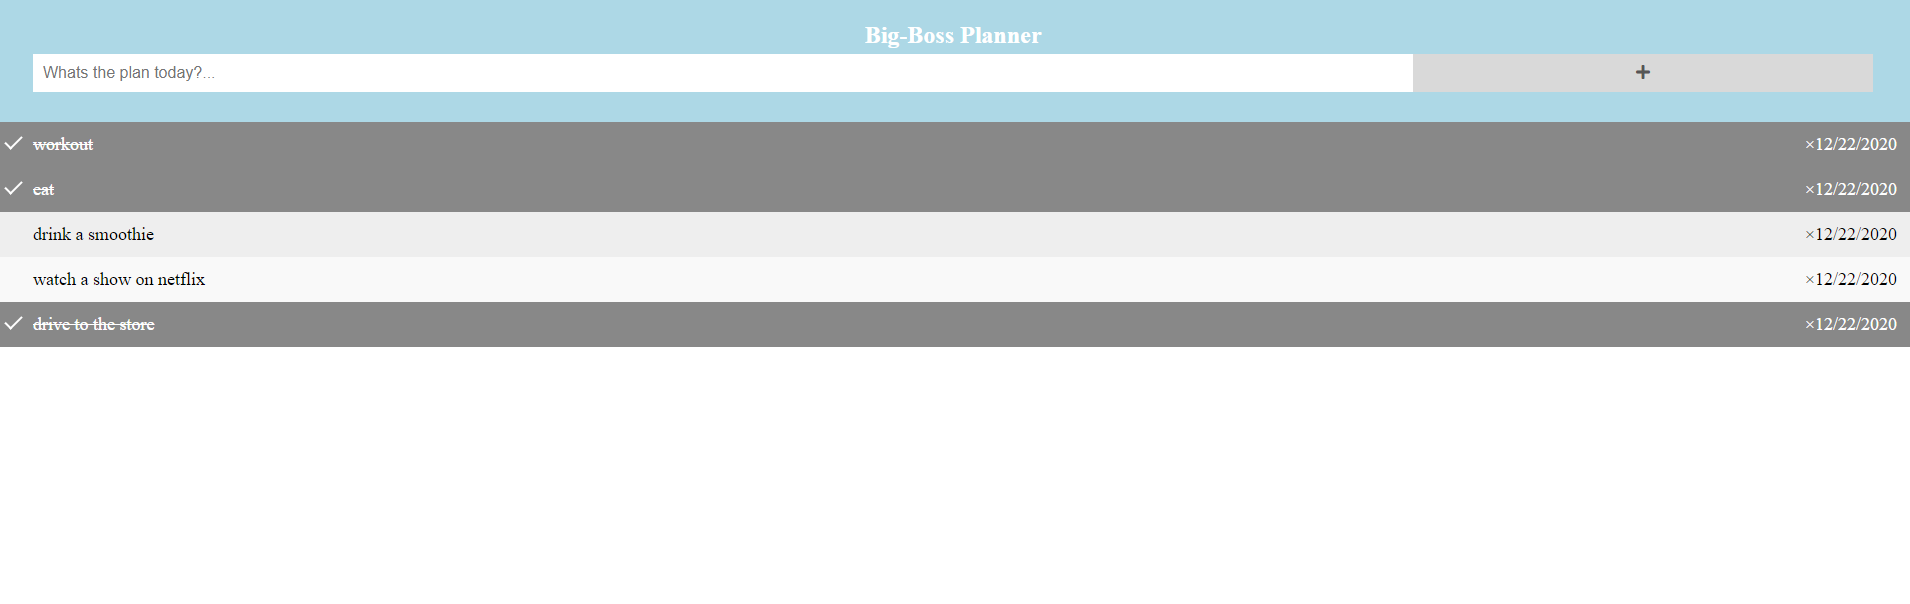 Big-Boss Planner
Whats the plan today?...
workout ×12/22/2020
eat ×12/22/2020
drink a smoothie ×12/22/2020
watch a show on netflix ×12/22/2020
drive to the store ×12/22/2020